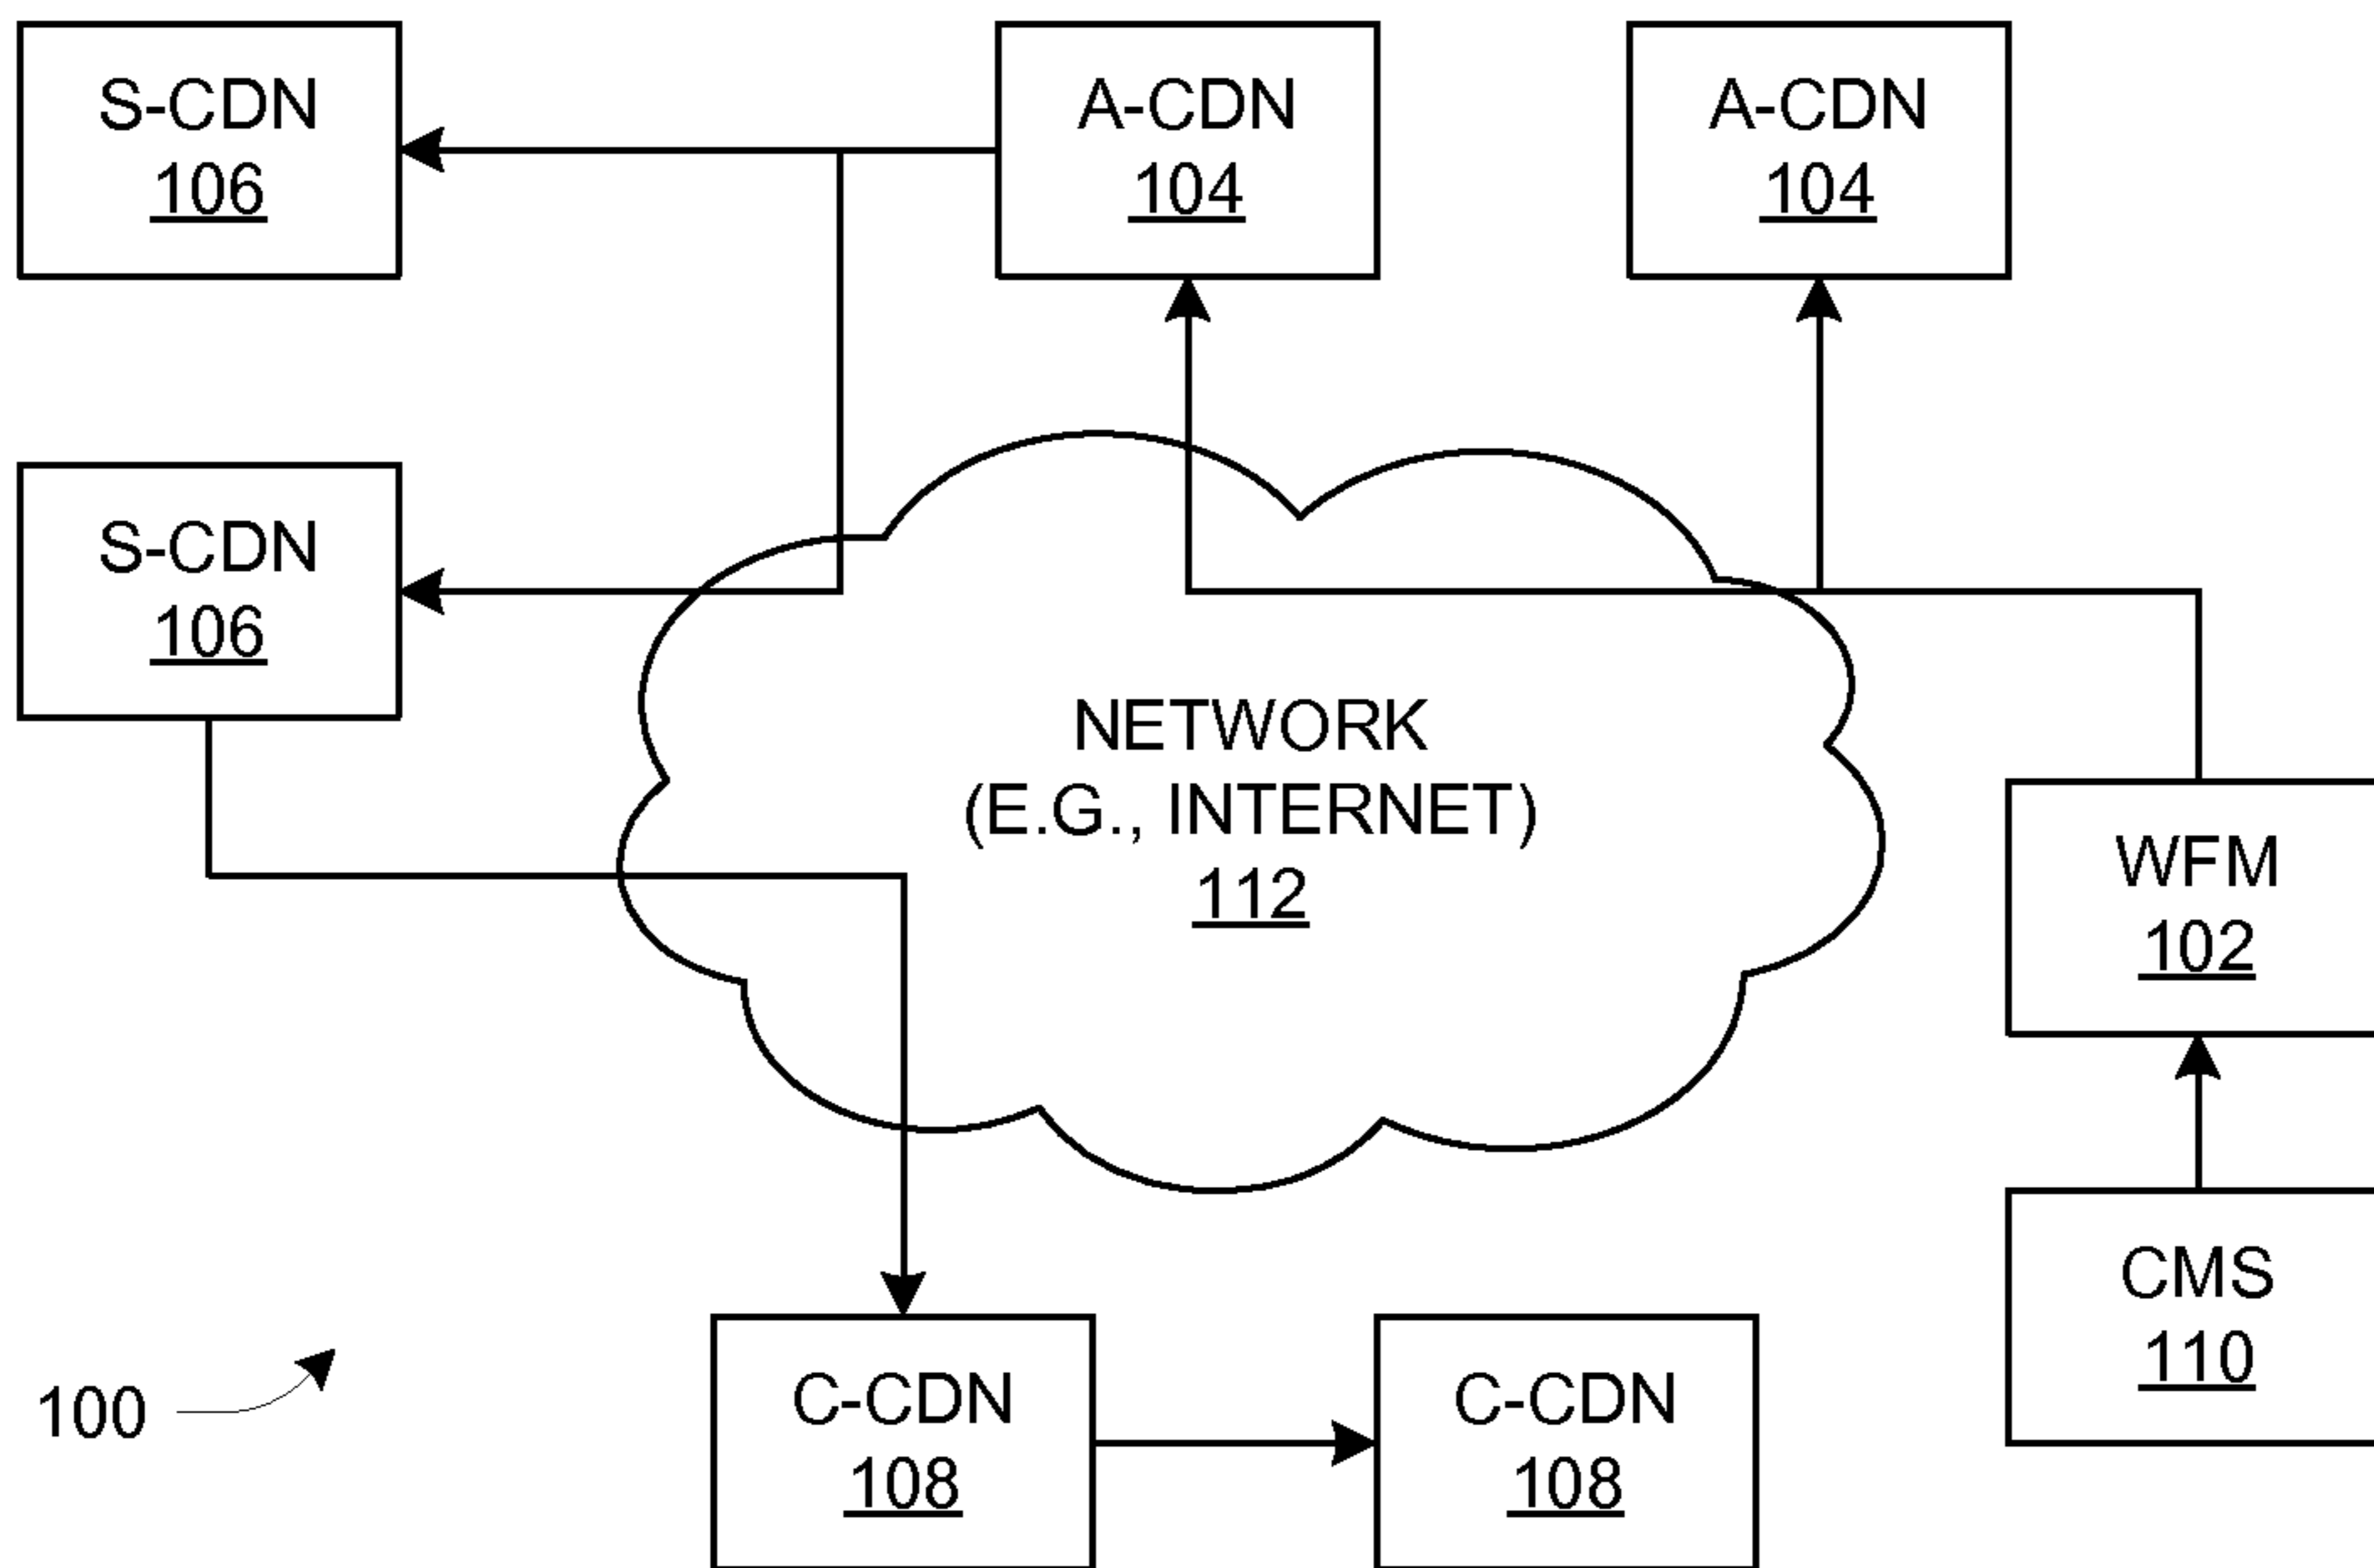 S-CDN
106
A-CDN
104
A-CDN
104
S-CDN
106
NETWORK
(E.G., INTERNET)
112
WFM
102
CMS
110
100
C-CDN
108
C-CDN
108